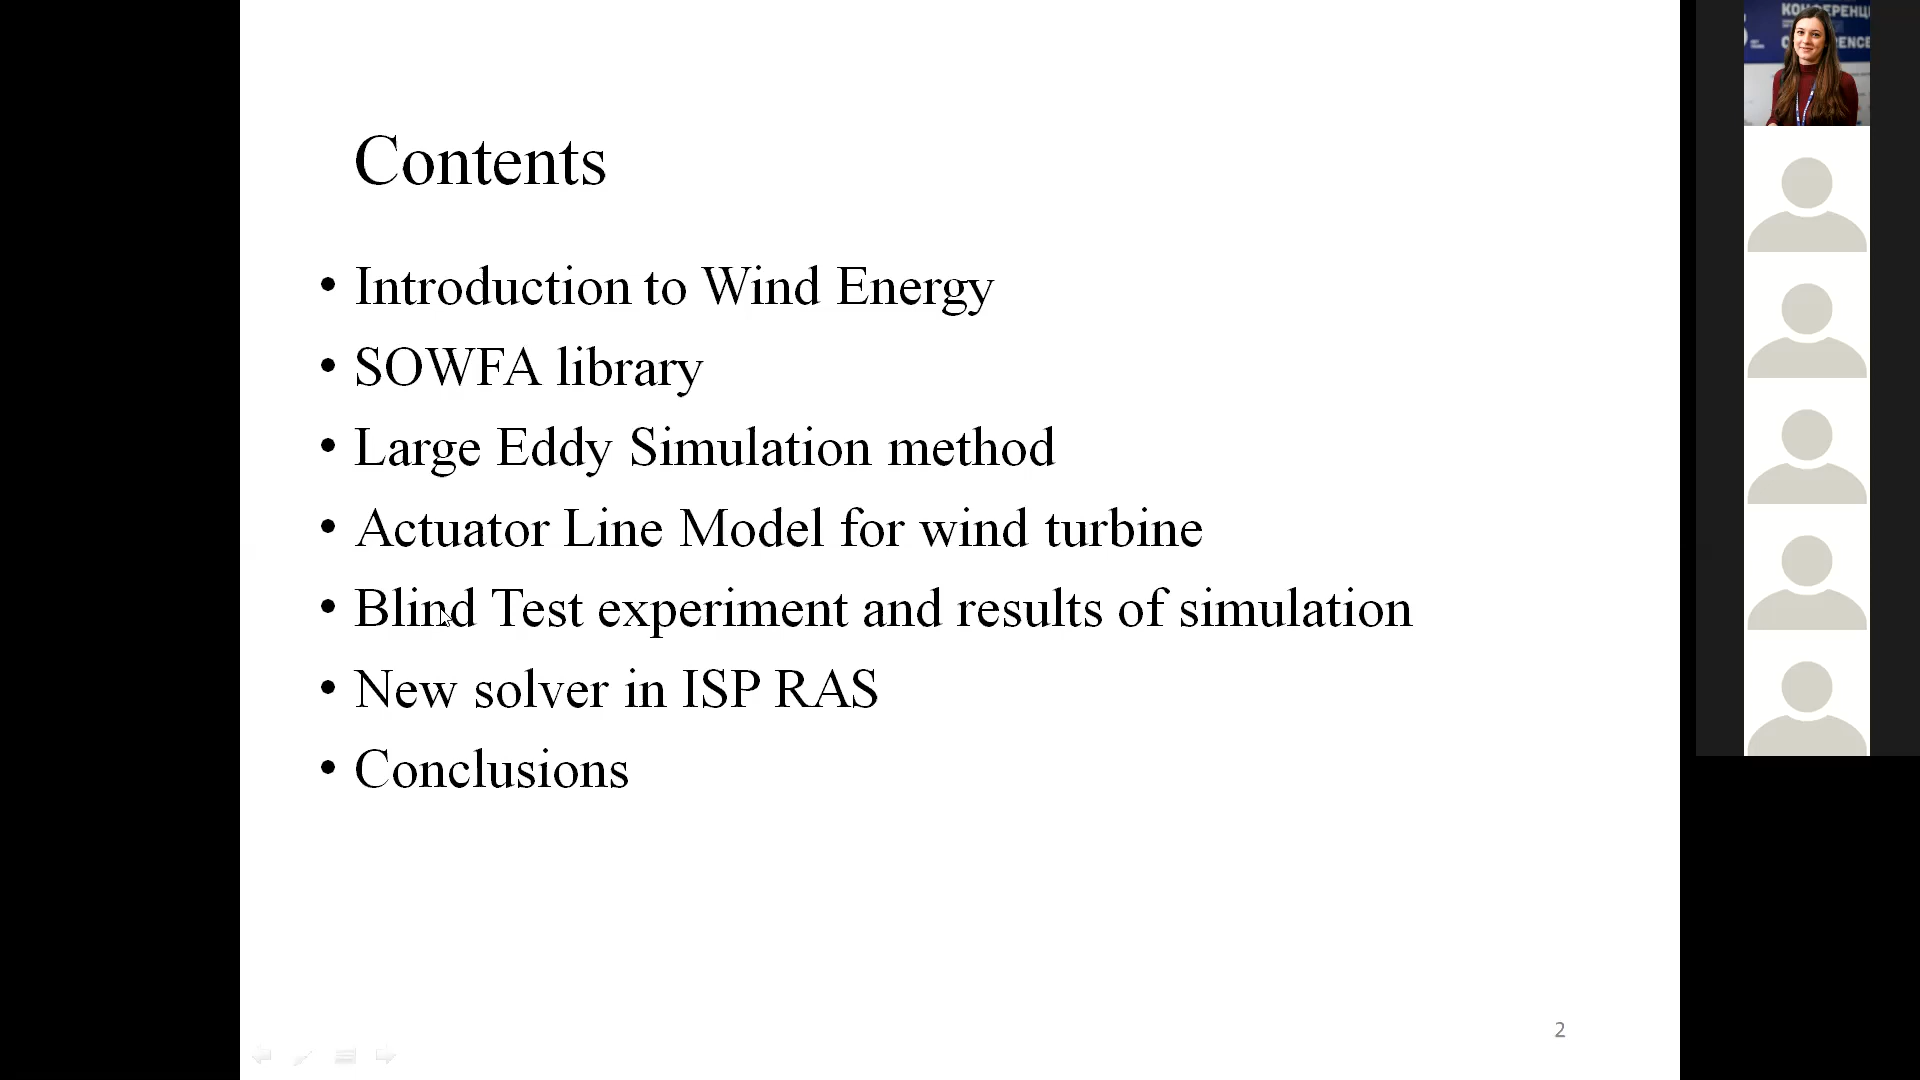 Contents
• Introduction to Wind Energy
• SOWFA library
• Large Eddy Simulation method
• Actuator Line Model for wind turbine
• Blind Test experiment and results of simulation
• New solver in ISP RAS
• Conclusions
2